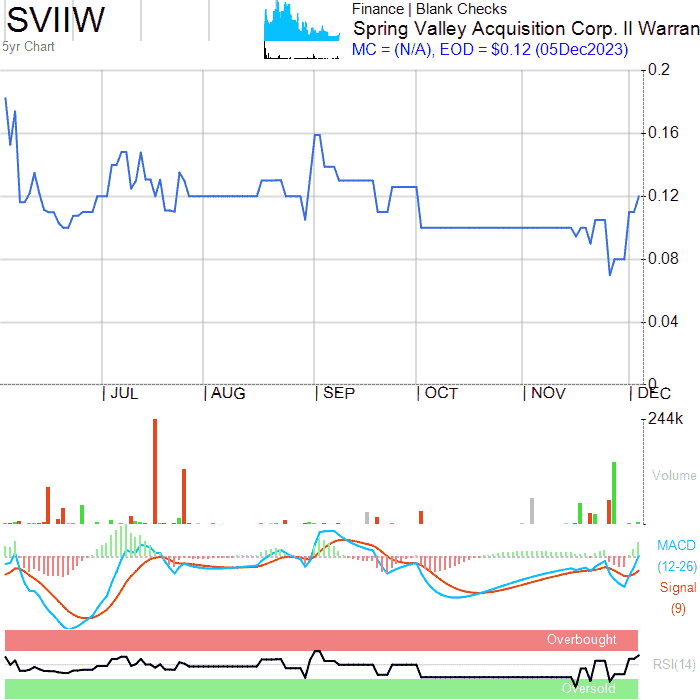 SVIIW
5yr Chart
Finance | Blank Checks
Spring Valley Acquisition Corp. II Warran
MC = (N/A), EOD = $0.12 (05Dec2023)
0.2
0.16
0.12
0.08
0.04
0
JUL AUG SEP OCT NOV DEC
244k
Volume
MACD
(12-26)
Signal
(9)
Overbought
RSI(14)
Oversold